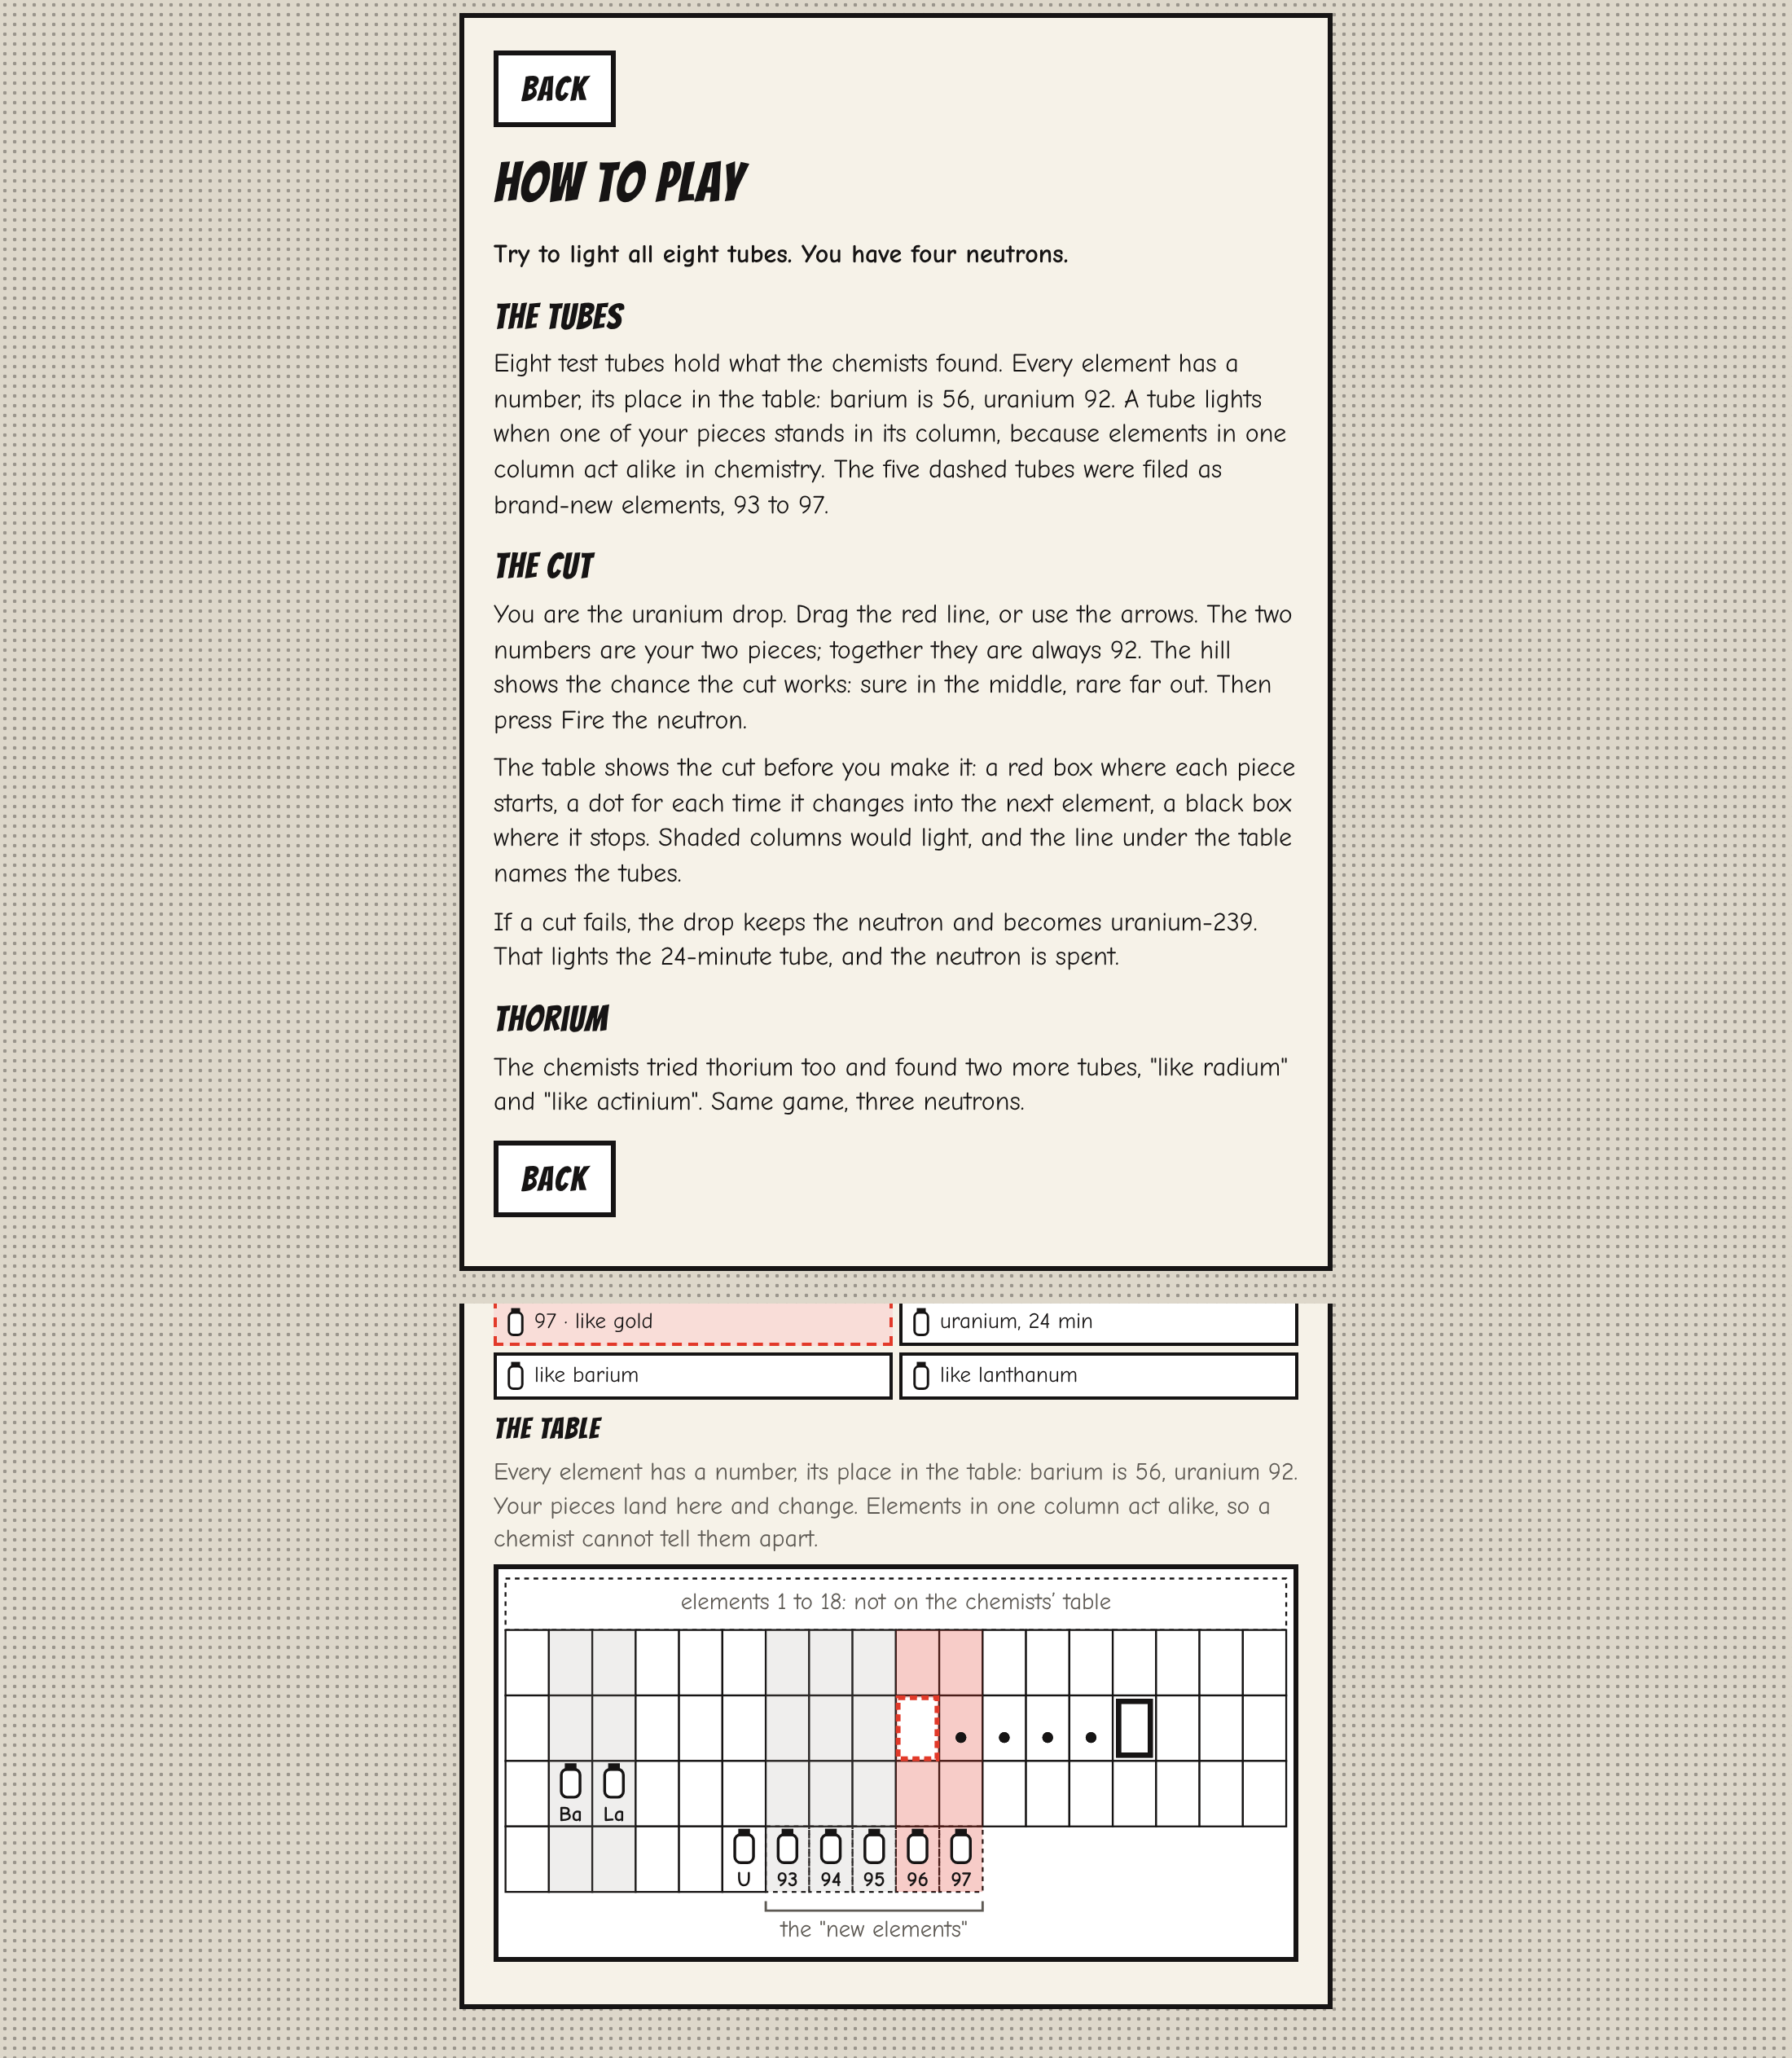 BACK
HOW TO PLAY
Try to light all eight tubes. You have four neutrons.
THE TUBES
Eight test tubes hold what the chemists found. Every element has a
number, its place in the table: barium is 56, uranium 92. A tube lights
when one of your pieces stands in its column, because elements in one
column act alike in chemistry. The five dashed tubes were filed as
brand-new elements, 93 to 97.
THE CUT
You are the uranium drop. Drag the red line, or use the arrows. The two
numbers are your two pieces; together they are always 92. The hill
shows the chance the cut works: sure in the middle, rare far out. Then
press Fire the neutron.
The table shows the cut before you make it: a red box where each piece
starts, a dot for each time it changes into the next element, a black box
where it stops. Shaded columns would light, and the line under the table
names the tubes.
If a cut fails, the drop keeps the neutron and becomes uranium-239.
That lights the 24-minute tube, and the neutron is spent.
THORIUM
The chemists tried thorium too and found two more tubes, "like radium"
and "like actinium". Same game, three neutrons.
BACK
97 · like gold
uranium, 24 min
like barium
like lanthanum
THE TABLE
Every element has a number, its place in the table: barium is 56, uranium 92.
Your pieces land here and change. Elements in one column act alike, so a
chemist cannot tell them apart.
elements 1 to 18: not on the chemists’ table
Ba La
U 93 94 95 96 97
the "new elements"